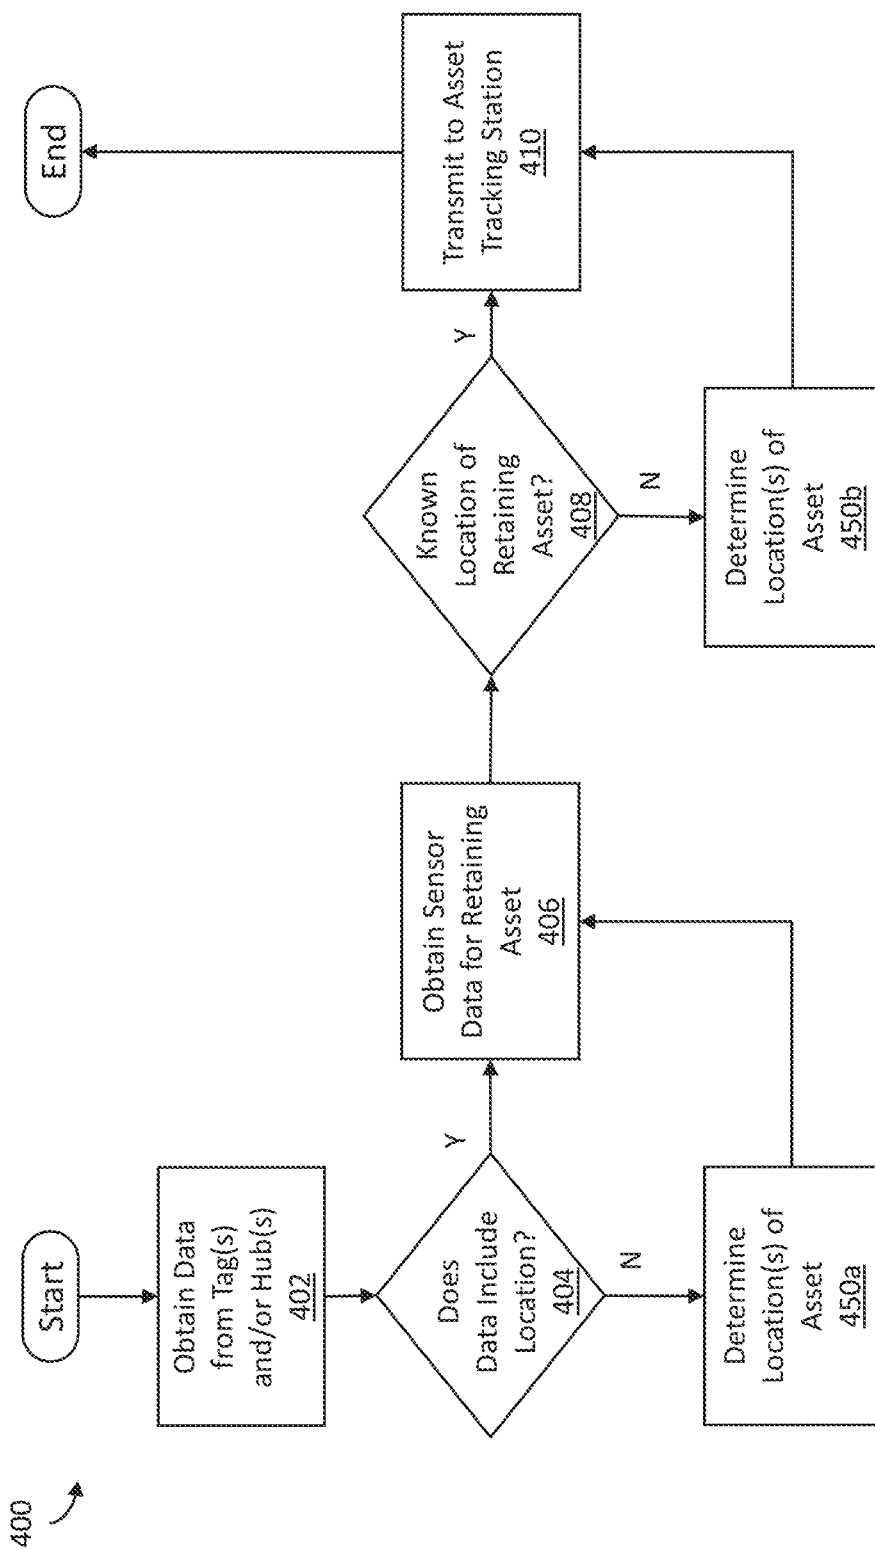 400
Start
Obtain Data
from Tag(s)
and/or Hub(s)
402
Does
Data Include
Location?
404
Y
N
Determine
Location(s) of
Asset
450a
Obtain Sensor
Data for Retaining
Asset
406
Known
Location of
Retaining
Asset?
408
Y
N
Determine
Location(s) of
Asset
450b
Transmit to Asset
Tracking Station
410
End